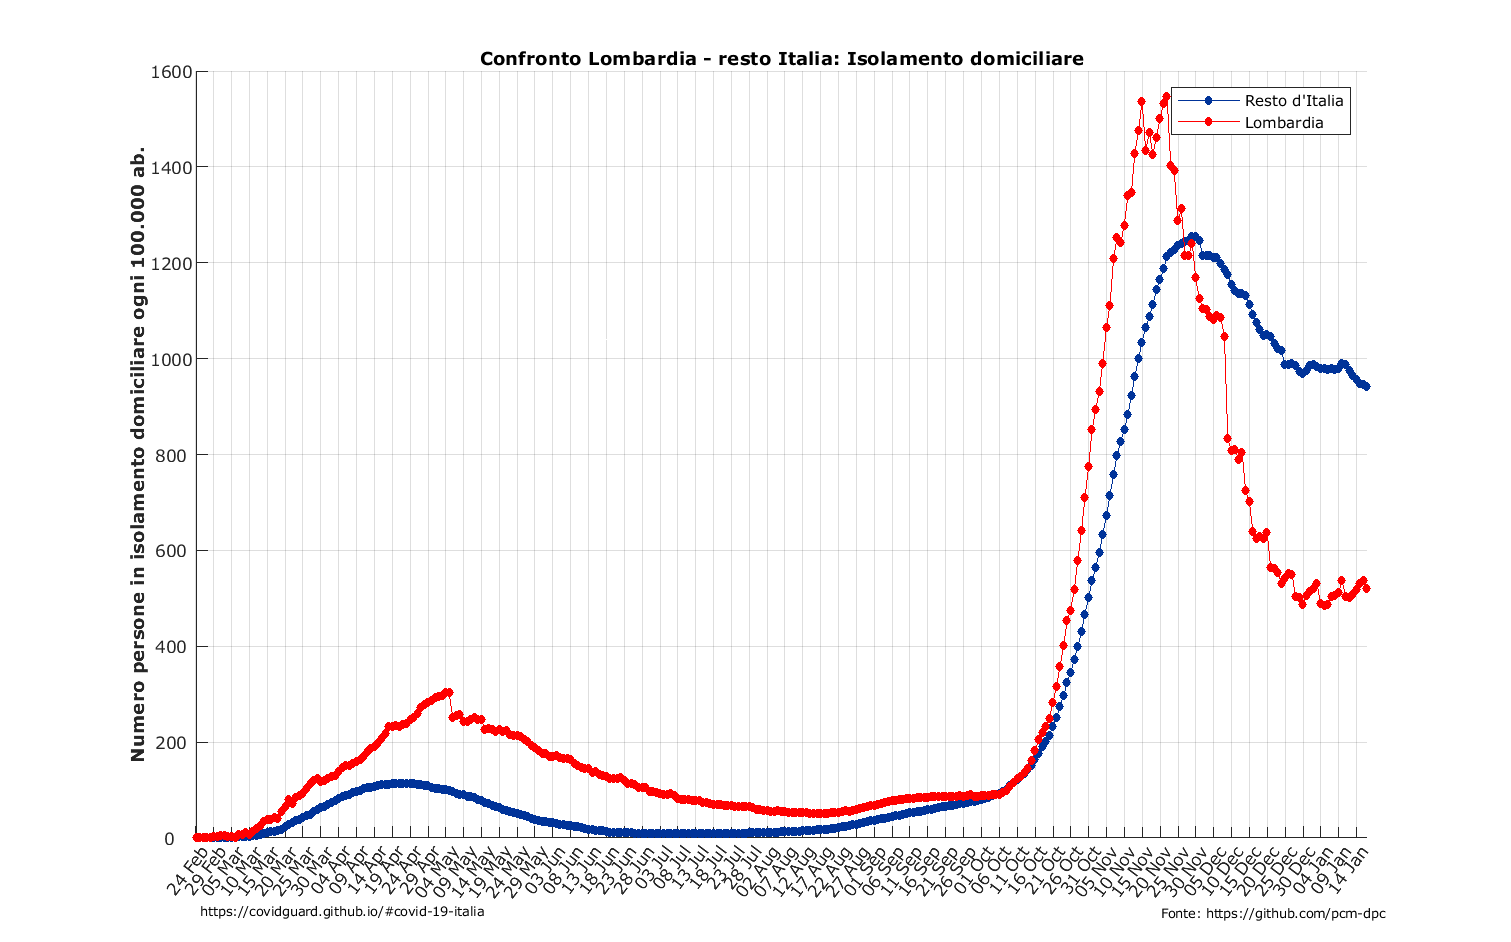 Confronto Lombardia - resto Italia: Isolamento domiciliare
Numero persone in isolamento domiciliare ogni 100.000 ab.
1600
1400
1200
1000
800
600
400
200
0
Resto d'Italia
Lombardia
24 Feb
29 Feb
05 Mar
10 Mar
15 Mar
20 Mar
25 Mar
30 Mar
04 Apr
09 Apr
14 Apr
19 Apr
24 Apr
29 Apr
04 May
09 May
14 May
19 May
24 May
29 May
03 Jun
08 Jun
13 Jun
18 Jun
23 Jun
28 Jun
03 Jul
08 Jul
13 Jul
18 Jul
23 Jul
28 Jul
02 Aug
07 Aug
12 Aug
17 Aug
22 Aug
27 Aug
01 Sep
06 Sep
11 Sep
16 Sep
21 Sep
26 Sep
01 Oct
06 Oct
11 Oct
16 Oct
21 Oct
26 Oct
31 Oct
05 Nov
10 Nov
15 Nov
20 Nov
25 Nov
30 Nov
05 Dec
10 Dec
15 Dec
20 Dec
25 Dec
30 Dec
04 Jan
09 Jan
14 Jan
https://covidguard.github.io/#covid-19-italia
Fonte: https://github.com/pcm-dpc